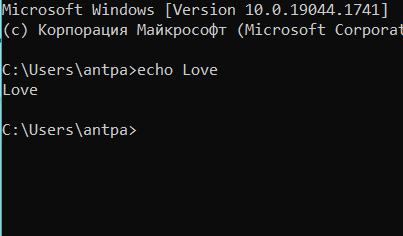 Microsoft Windows [Version 10.0.19044.1741]
(c) Корпорация Майкрософт (Microsoft Corporat
C:\Users\antpa>echo Love
Love
C:\Users\antpa>